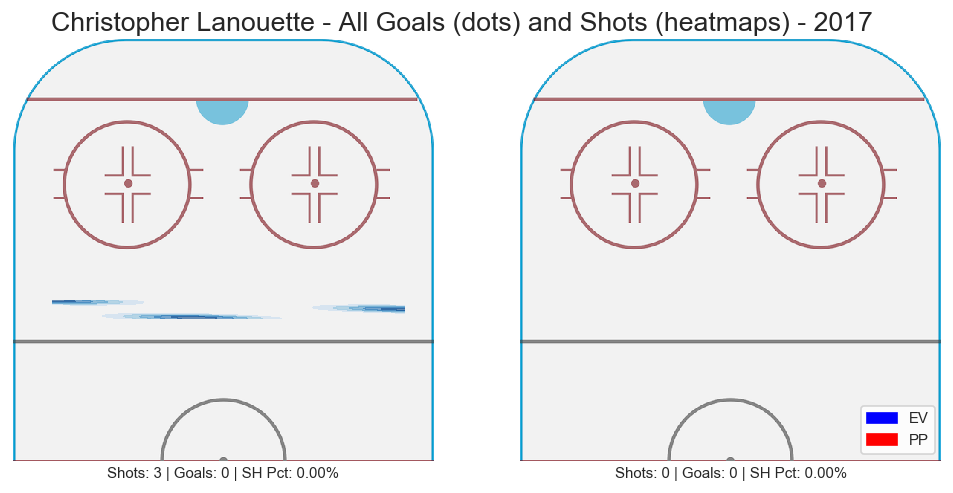 Christopher Lanouette - All Goals (dots) and Shots (heatmaps) - 2017
EV
PP
Shots: 3 | Goals: 0 | SH Pct: 0.00%
Shots: 0 | Goals: 0 | SH Pct: 0.00%